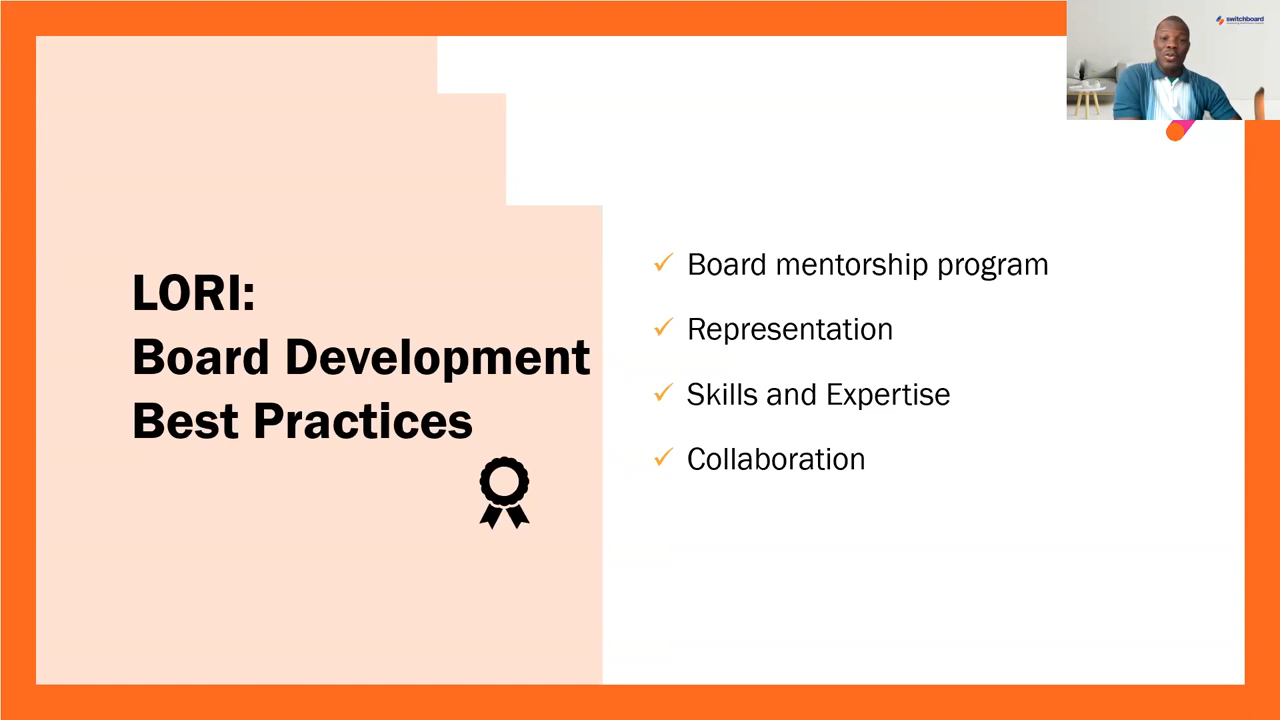 switchboard
LORI:
Board Development
Best Practices
Board mentorship program
Representation
Skills and Expertise
Collaboration